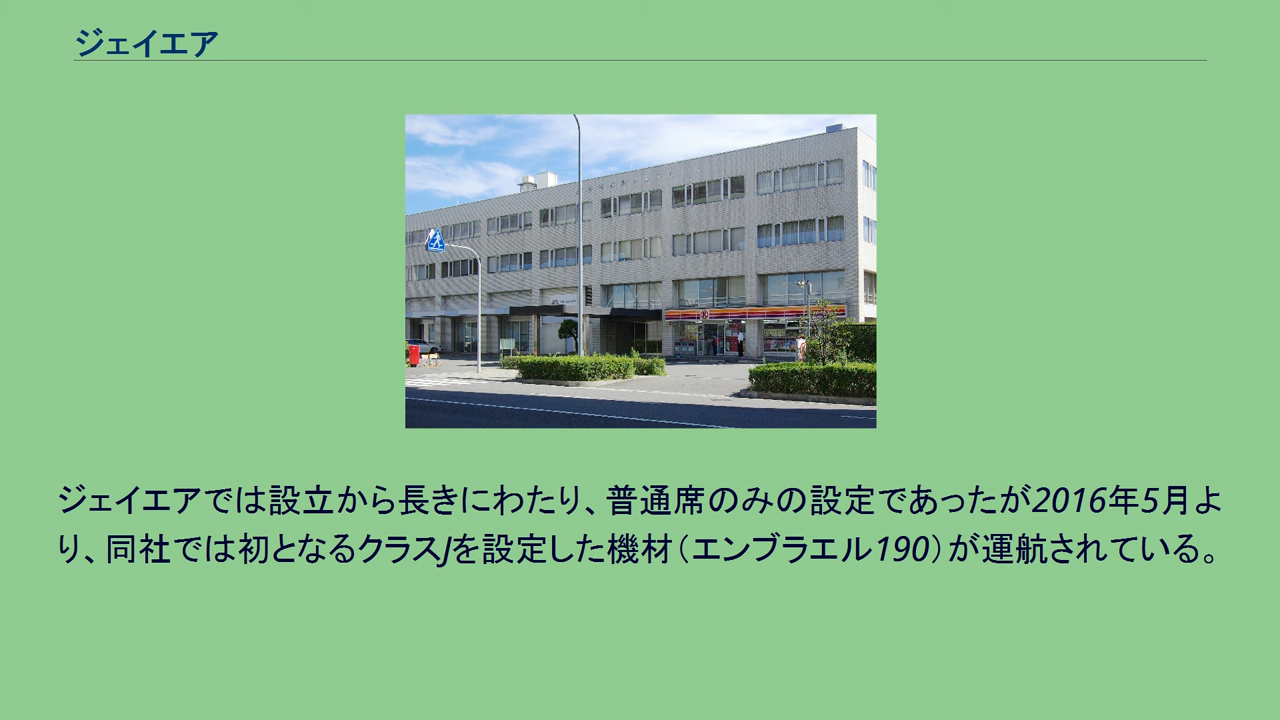 ジェイエア
ジェイエアでは設立から長きにわたり、普通席のみの設定であったが2016年5月よ
り、同社では初となるクラスJを設定した機材（エンブラエル190）が運航されている。